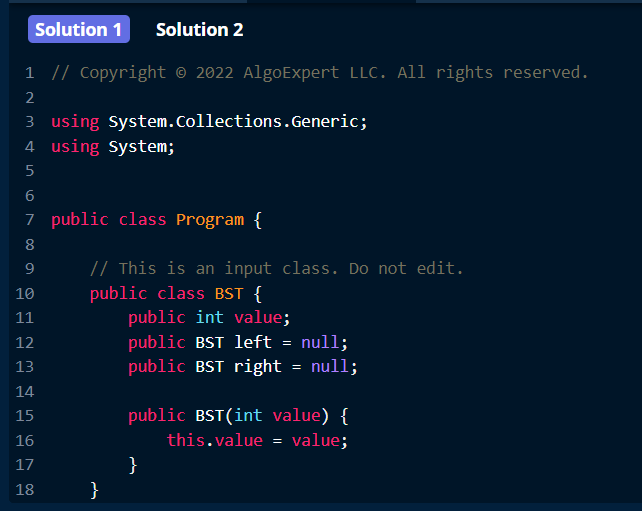 Solution 1 Solution 2
1 // Copyright © 2022 AlgoExpert LLC. All rights reserved.
2
3 using System.Collections.Generic;
4 using System;
5
6
7 public class Program {
8
9     // This is an input class. Do not edit.
10     public class BST {
11         public int value;
12         public BST left = null;
13         public BST right = null;
14
15         public BST(int value) {
16             this.value = value;
17         }
18     }